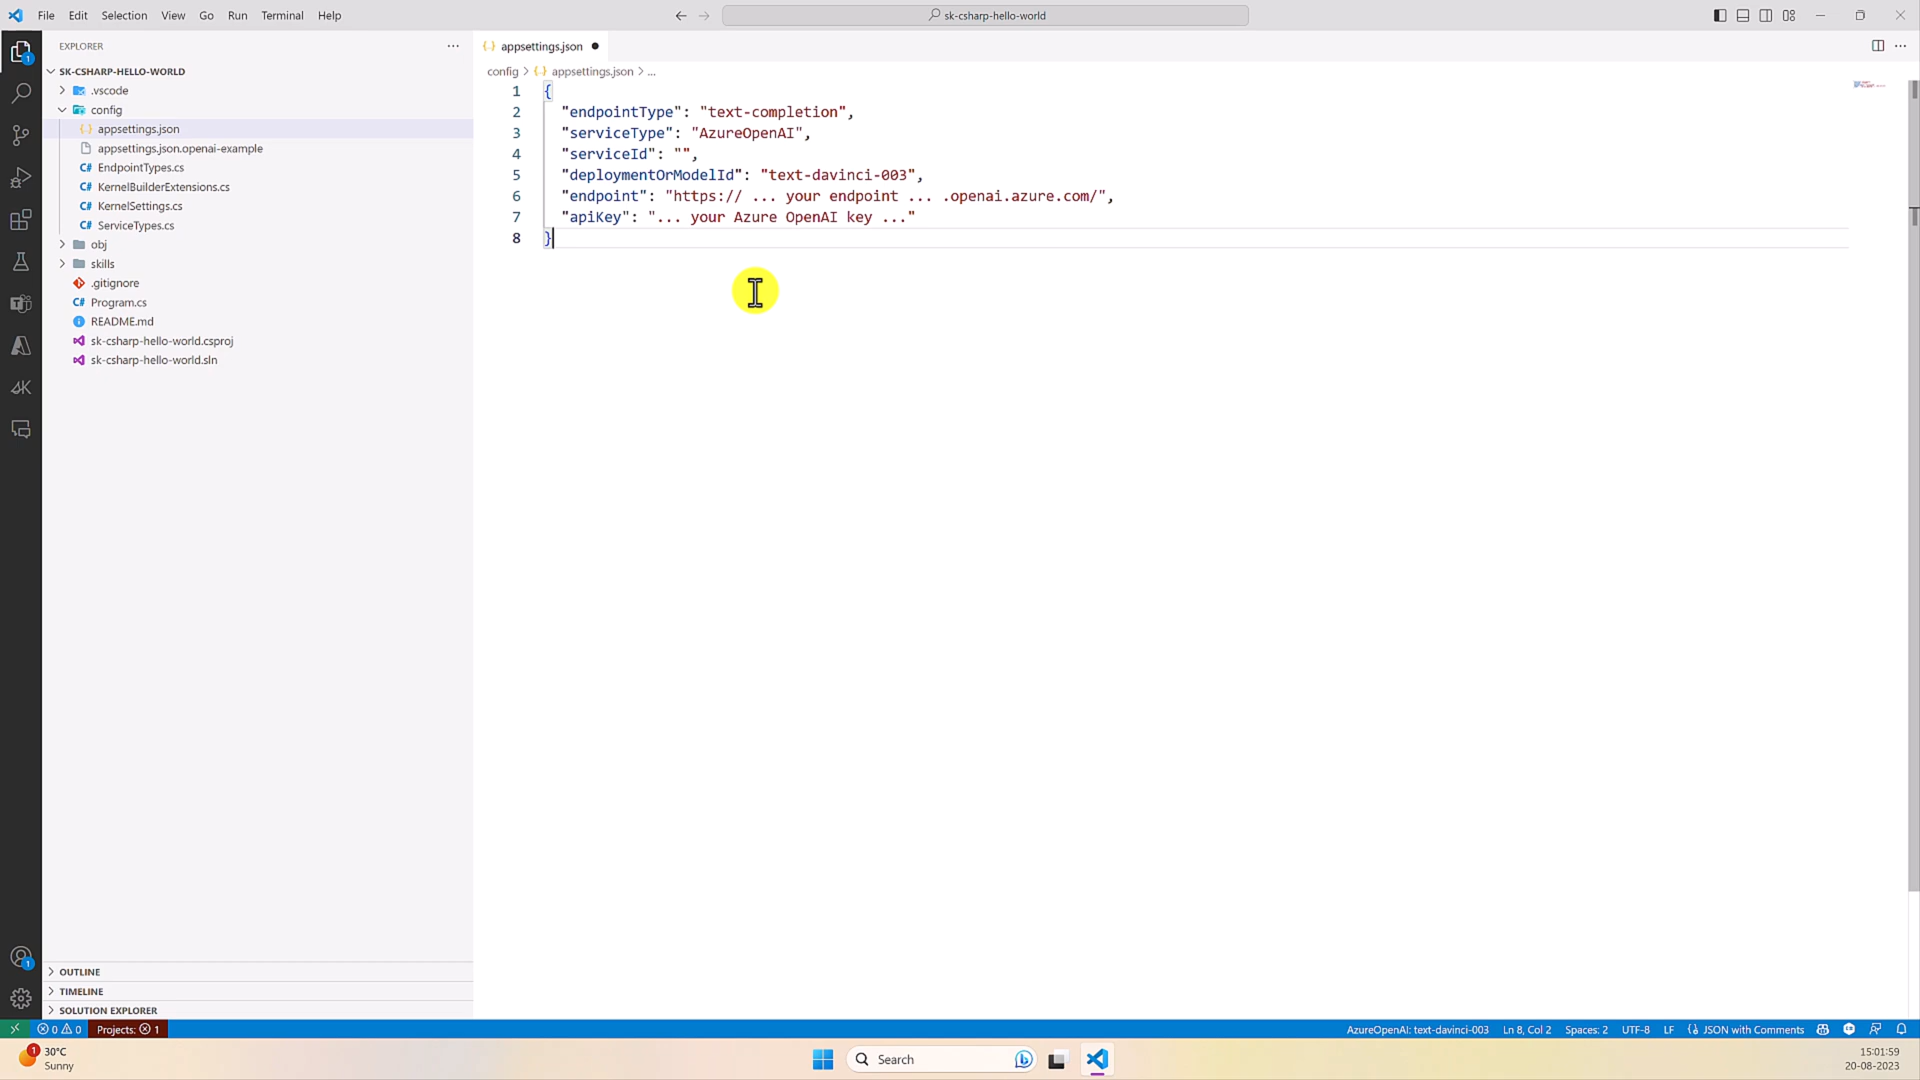 File Edit Selection View Go Run Terminal Help
sk-csharp-hello-world
EXPLORER
SK-CSHARP-HELLO-WORLD
.vscode
config
appsettings.json
appsettings.json.openai-example
C# EndpointTypes.cs
C# KernelBuilderExtensions.cs
C# KernelSettings.cs
C# ServiceTypes.cs
obj
skills
.gitignore
C# Program.cs
README.md
sk-csharp-hello-world.csproj
sk-csharp-hello-world.sln
OUTLINE
TIMELINE
SOLUTION EXPLORER
{} appsettings.json
config > {} appsettings.json > ...
1 {
2 "endpointType": "text-completion",
3 "serviceType": "AzureOpenAI",
4 "serviceId": "",
5 "deploymentOrModelId": "text-davinci-003",
6 "endpoint": "https:// ... your endpoint ... .openai.azure.com/",
7 "apiKey": "... your Azure OpenAI key ..."
8 }
1
1
0 0 Projects: 1
AzureOpenAI: text-davinci-003 Ln 8, Col 2 Spaces: 2 UTF-8 LF {} JSON with Comments
1
30°C
Sunny
Search
15:01:59
20-08-2023